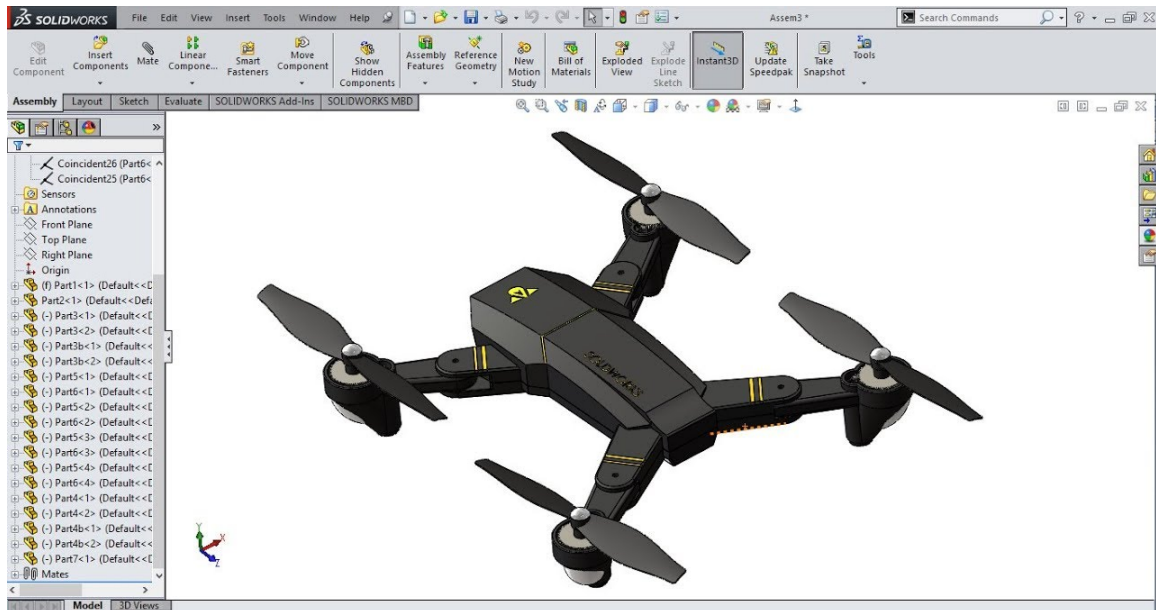 SOLIDWORKS File Edit View Insert Tools Window Help Assem3 * Search Commands
Edit Component
Insert Components
Mate
Linear Compone...
Smart Fasteners
Move Component
Show Hidden Components
Assembly Features
Reference Geometry
New Motion Study
Bill of Materials
Exploded View
Explode Line Sketch
Instant3D
Update Speedpak
Take Snapshot
Tools
Assembly Layout Sketch Evaluate SOLIDWORKS Add-Ins SOLIDWORKS MBD
Coincident26 (Part6<
Coincident25 (Part6<
Sensors
Annotations
Front Plane
Top Plane
Right Plane
Origin
(f) Part1<1> (Default<<D
Part2<1> (Default<<Defa
(-) Part3<1> (Default<<D
(-) Part3<2> (Default<<D
(-) Part3b<1> (Default<<
(-) Part3b<2> (Default<<
(-) Part5<1> (Default<<D
(-) Part6<1> (Default<<D
(-) Part5<2> (Default<<D
(-) Part6<2> (Default<<D
(-) Part5<3> (Default<<D
(-) Part6<3> (Default<<D
(-) Part5<4> (Default<<D
(-) Part6<4> (Default<<D
(-) Part4<1> (Default<<D
(-) Part4<2> (Default<<D
(-) Part4b<1> (Default<<
(-) Part4b<2> (Default<<
(-) Part7<1> (Default<<D
Mates
SOLIDWORKS
Y
X
Z
Model 3D Views